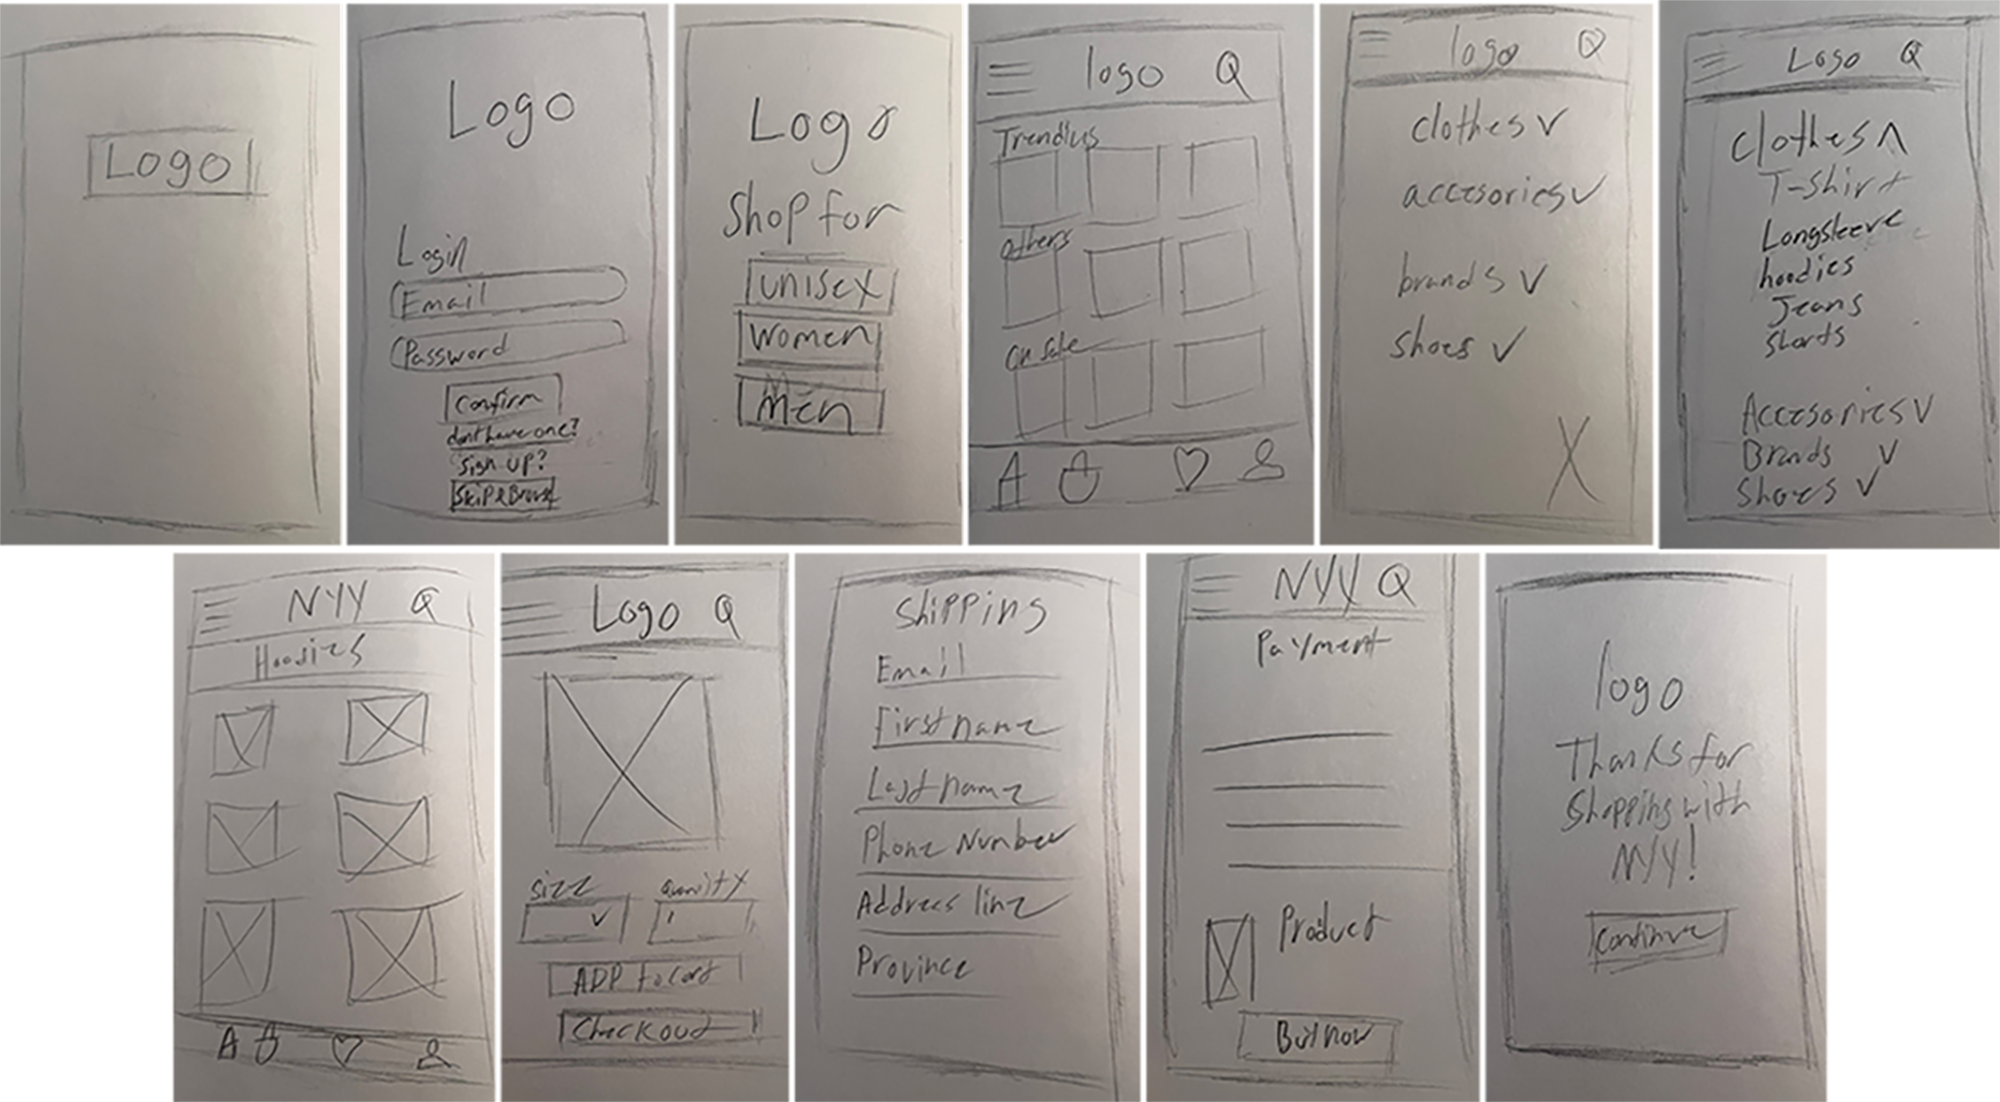 Logo
Logo
Login
Email
Password
Confirm
dont have one?
sign up?
Skip & Brows
Logo
Shop for
unisex
women
Men
logo
Trendius
others
On sale
logo
clothes
accesories
brands
shoes
X
Logo
clothes
T-shirt
Longsleeve
hoodies
Jeans
shorts
Accesories
Brands
Shoes
NYY
Hoodies
Logo
size
quanity
1
ADD to cart
Checkout
Shipping
Email
First name
Last name
Phone Number
Address line
Province
NYY
Payment
Product
Buy now
logo
Thanks for
Shopping with
NYY!
Continue